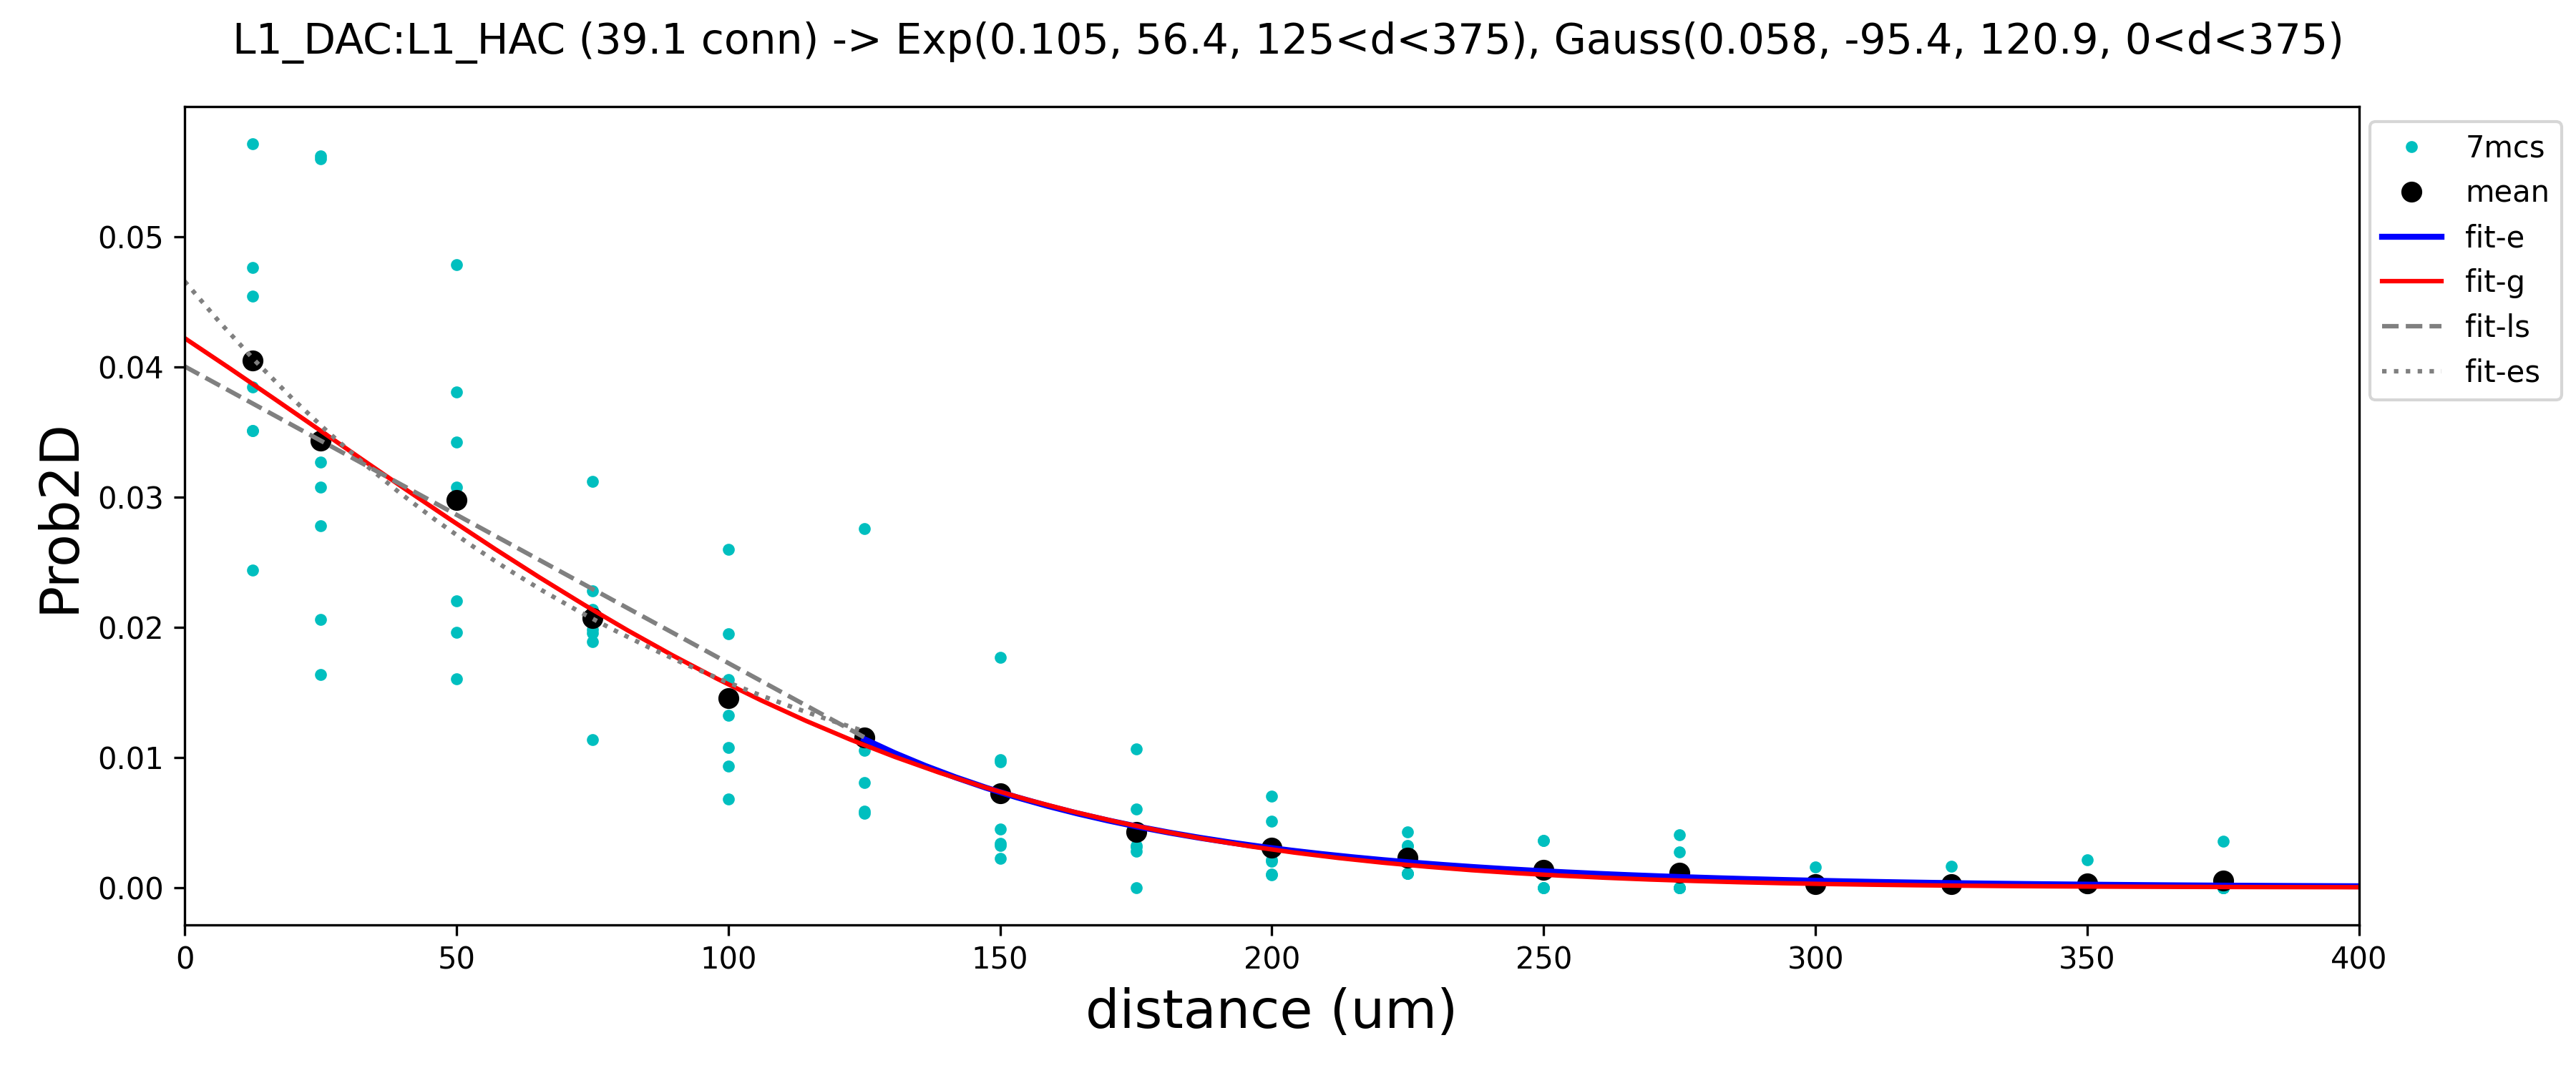 L1_DAC:L1_HAC (39.1 conn) -> Exp(0.105, 56.4, 125<d<375), Gauss(0.058, -95.4, 120.9, 0<d<375)
7mcs
mean
fit-e
fit-g
fit-ls
fit-es
Prob2D
0.05
0.04
0.03
0.02
0.01
0.00
0 50 100 150 200 250 300 350 400
distance (um)